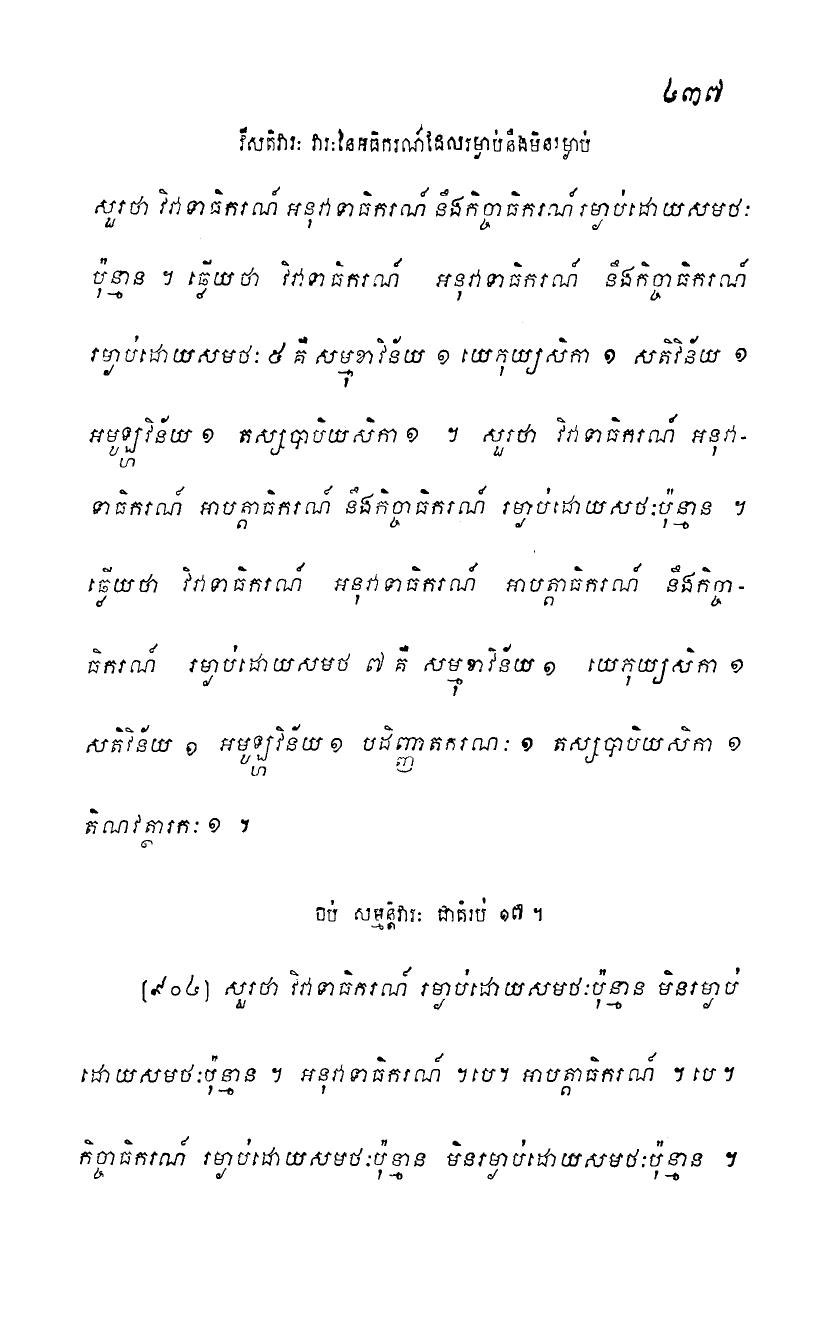 ៤៣៧
វីសតិវារៈ វារៈនៃអធិករណ៍ដែលរម្ងាប់នឹងមិនរម្ងាប់
សួរថា វិវាទាធិករណ៍ អនុវាទាធិករណ៍ នឹងកិច្ចាធិករណ៍រម្ងាប់ដោយសមថៈ
ប៉ុន្មាន ។ ឆ្លើយថា វិវាទាធិករណ៍ អនុវាទាធិករណ៍ នឹងកិច្ចាធិករណ៍
រម្ងាប់ដោយសមថៈ ៥ គឺ សម្មុខាវិន័យ ១ យេភុយ្យសិកា ១ សតិវិន័យ ១
អមូឡ្ហវិន័យ ១ តស្សបាបិយសិកា ១ ។ សួរថា វិវាទាធិករណ៍ អនុវា-
ទាធិករណ៍ អាបត្តាធិករណ៍ នឹងកិច្ចាធិករណ៍ រម្ងាប់ដោយសថៈប៉ុន្មាន ។
ឆ្លើយថា វិវាទាធិករណ៍ អនុវាទាធិករណ៍ អាបត្តាធិករណ៍ នឹងកិច្ចា-
ធិករណ៍ រម្ងាប់ដោយសមថ ៧ គឺ សម្មុខាវិន័យ ១ យេភុយ្យសិកា ១
សតិវិន័យ ១ អមូឡ្ហវិន័យ ១ បដិញ្ញាតករណៈ ១ តស្សបាបិយសិកា ១
តិណវត្ថារកៈ ១ ។
ចប់ សម្មន្តិវារៈ ជាគំរប់ ១៧ ។
[៩០៤] សួរថា វិវាទាធិករណ៍ រម្ងាប់ដោយសមថៈប៉ុន្មាន មិនរម្ងាប់
ដោយសមថៈប៉ុន្មាន ។ អនុវាទាធិករណ៍ ។បេ។ អាបត្តាធិករណ៍ ។ បេ ។
កិច្ចាធិករណ៍ រម្ងាប់ដោយសមថៈប៉ុន្មាន មិនរម្ងាប់ដោយសមថៈប៉ុន្មាន ។